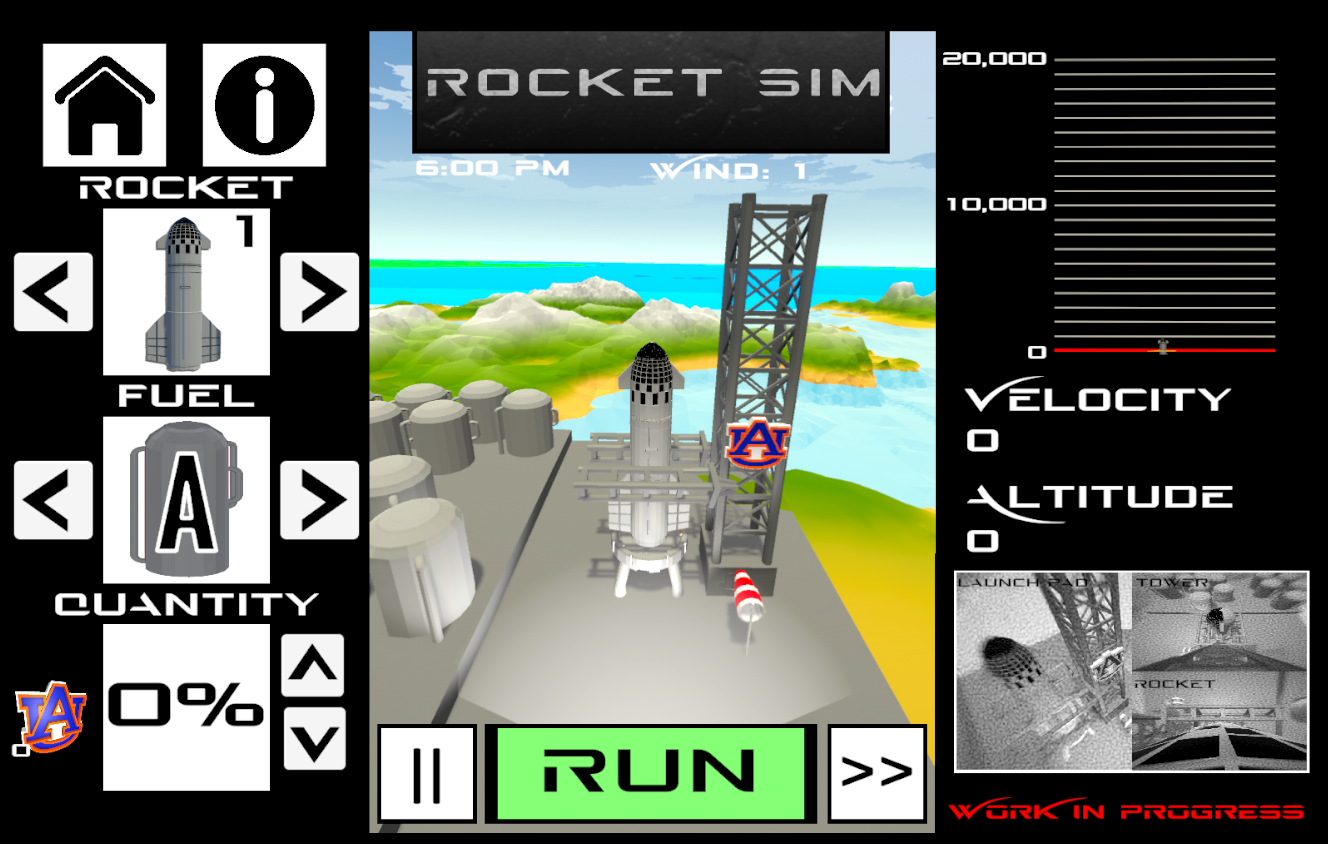 ROCKET SIM
6:00 PM
WIND: 1
ROCKET
1
<
>
FUEL
<
A
>
QUANTITY
0%
AU
0
||
RUN
>>
20,000
10,000
0
VELOCITY
0
ALTITUDE
0
LAUNCH PAD
TOWER
ROCKET
WORK IN PROGRESS